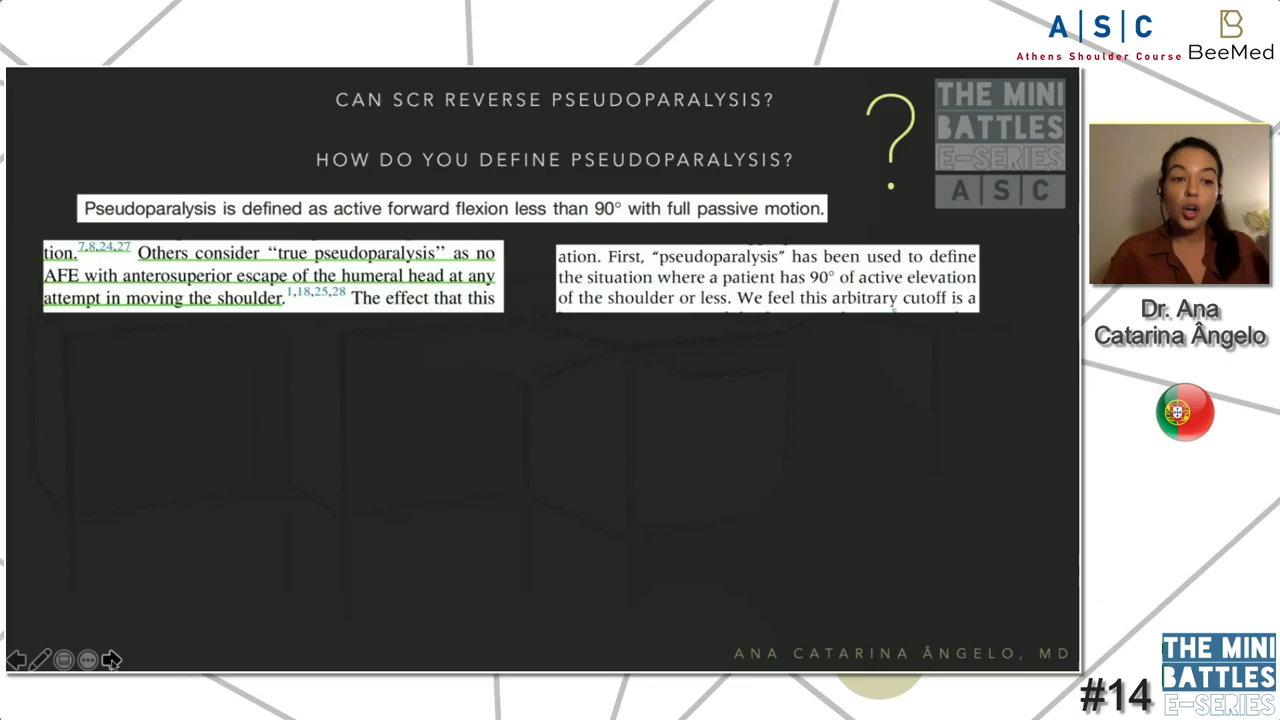 A|S|C
Athens Shoulder Course
BeeMed
CAN SCR REVERSE PSEUDOPARALYSIS?
HOW DO YOU DEFINE PSEUDOPARALYSIS?
?
THE MINI
BATTLES
E-SERIES
A|S|C
Pseudoparalysis is defined as active forward flexion less than 90° with full passive motion.
tion.7,8,24,27 Others consider “true pseudoparalysis” as no
AFE with anterosuperior escape of the humeral head at any
attempt in moving the shoulder.1,18,25,28 The effect that this
ation. First, “pseudoparalysis” has been used to define
the situation where a patient has 90° of active elevation
of the shoulder or less. We feel this arbitrary cutoff is a
Dr. Ana
Catarina Ângelo
ANA CATARINA ÂNGELO, MD
#14
THE MINI
BATTLES
E-SERIES